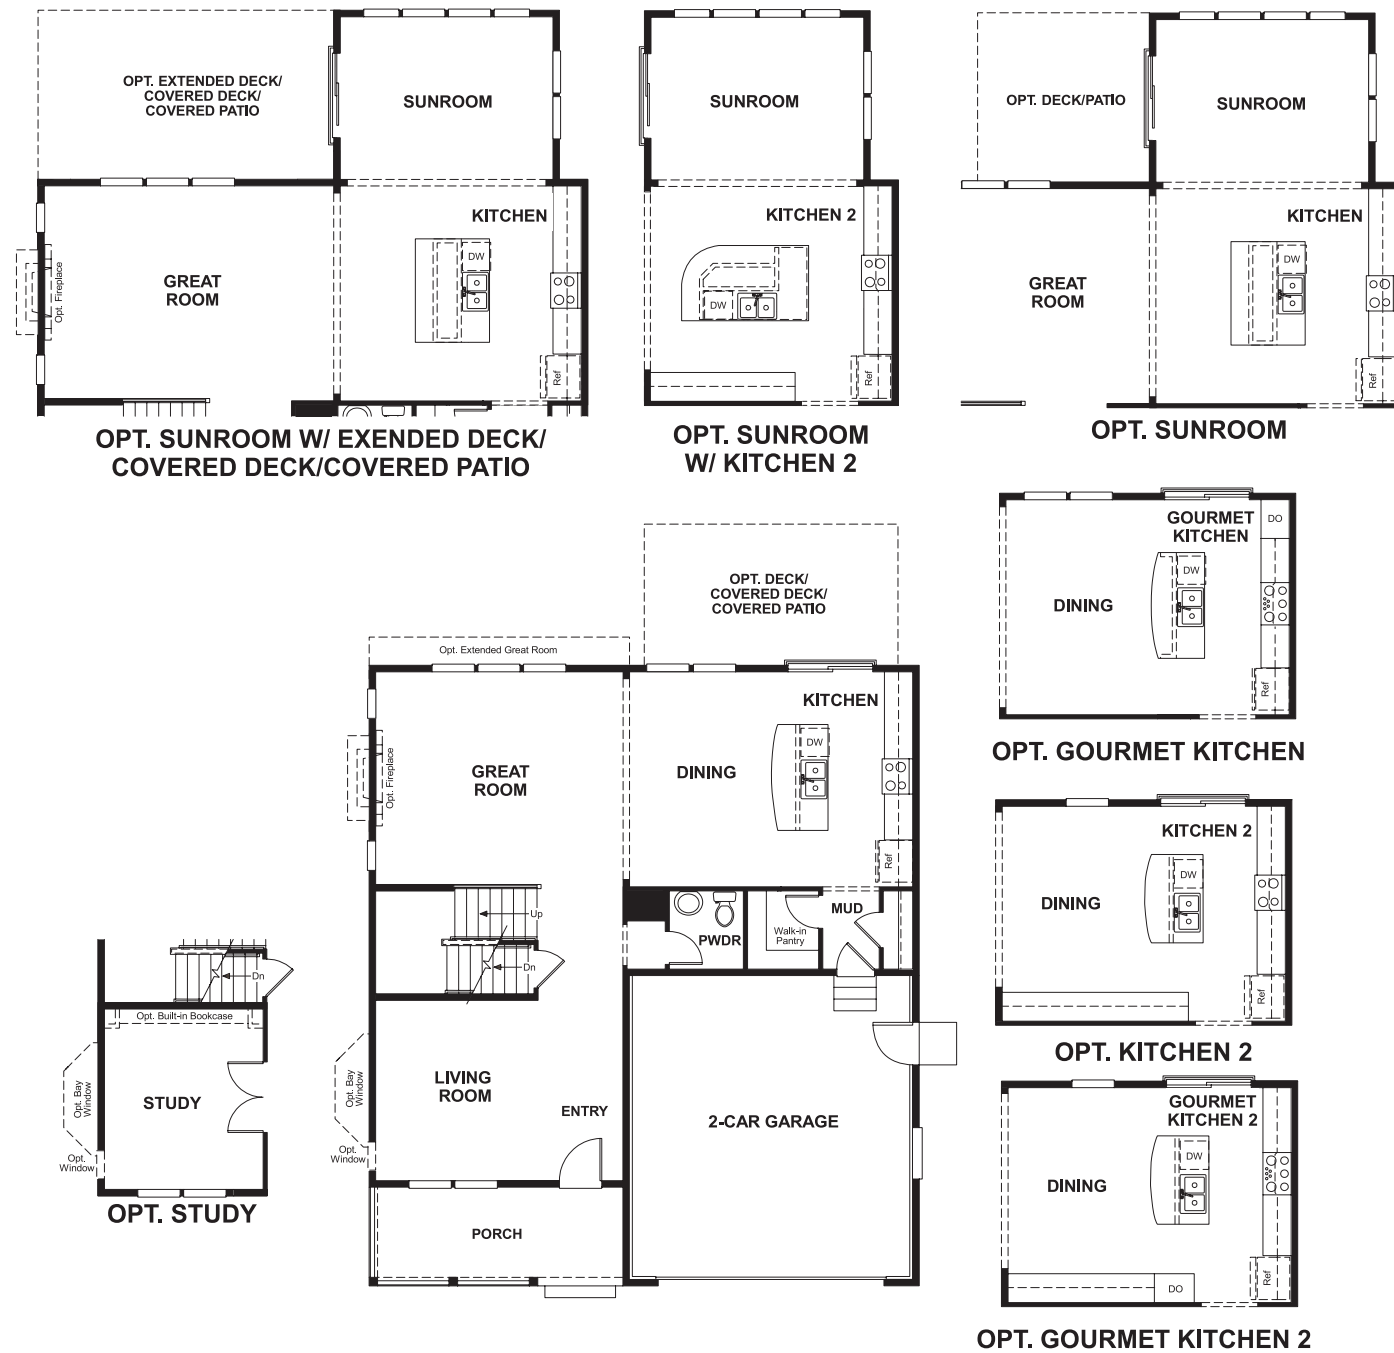 OPT. EXTENDED DECK/
COVERED DECK/
COVERED PATIO
SUNROOM
KITCHEN
DW
GREAT
ROOM
Opt. Fireplace
Ref
OPT. SUNROOM W/ EXENDED DECK/
COVERED DECK/COVERED PATIO
SUNROOM
KITCHEN 2
DW
Ref
OPT. SUNROOM
W/ KITCHEN 2
OPT. DECK/PATIO
SUNROOM
KITCHEN
DW
GREAT
ROOM
Ref
OPT. SUNROOM
GOURMET
KITCHEN
DO
DW
DINING
Ref
OPT. GOURMET KITCHEN
OPT. DECK/
COVERED DECK/
COVERED PATIO
Opt. Extended Great Room
KITCHEN
DW
GREAT
ROOM
DINING
Opt. Fireplace
Ref
Up
PWDR
MUD
Walk-in
Pantry
Dn
LIVING
ROOM
Opt. Bay
Window
Opt.
Window
ENTRY
2-CAR GARAGE
PORCH
KITCHEN 2
DW
DINING
Ref
OPT. KITCHEN 2
Dn
Opt. Built-in Bookcase
STUDY
Opt. Bay
Window
Opt.
Window
OPT. STUDY
GOURMET
KITCHEN 2
DW
DINING
Ref
DO
OPT. GOURMET KITCHEN 2